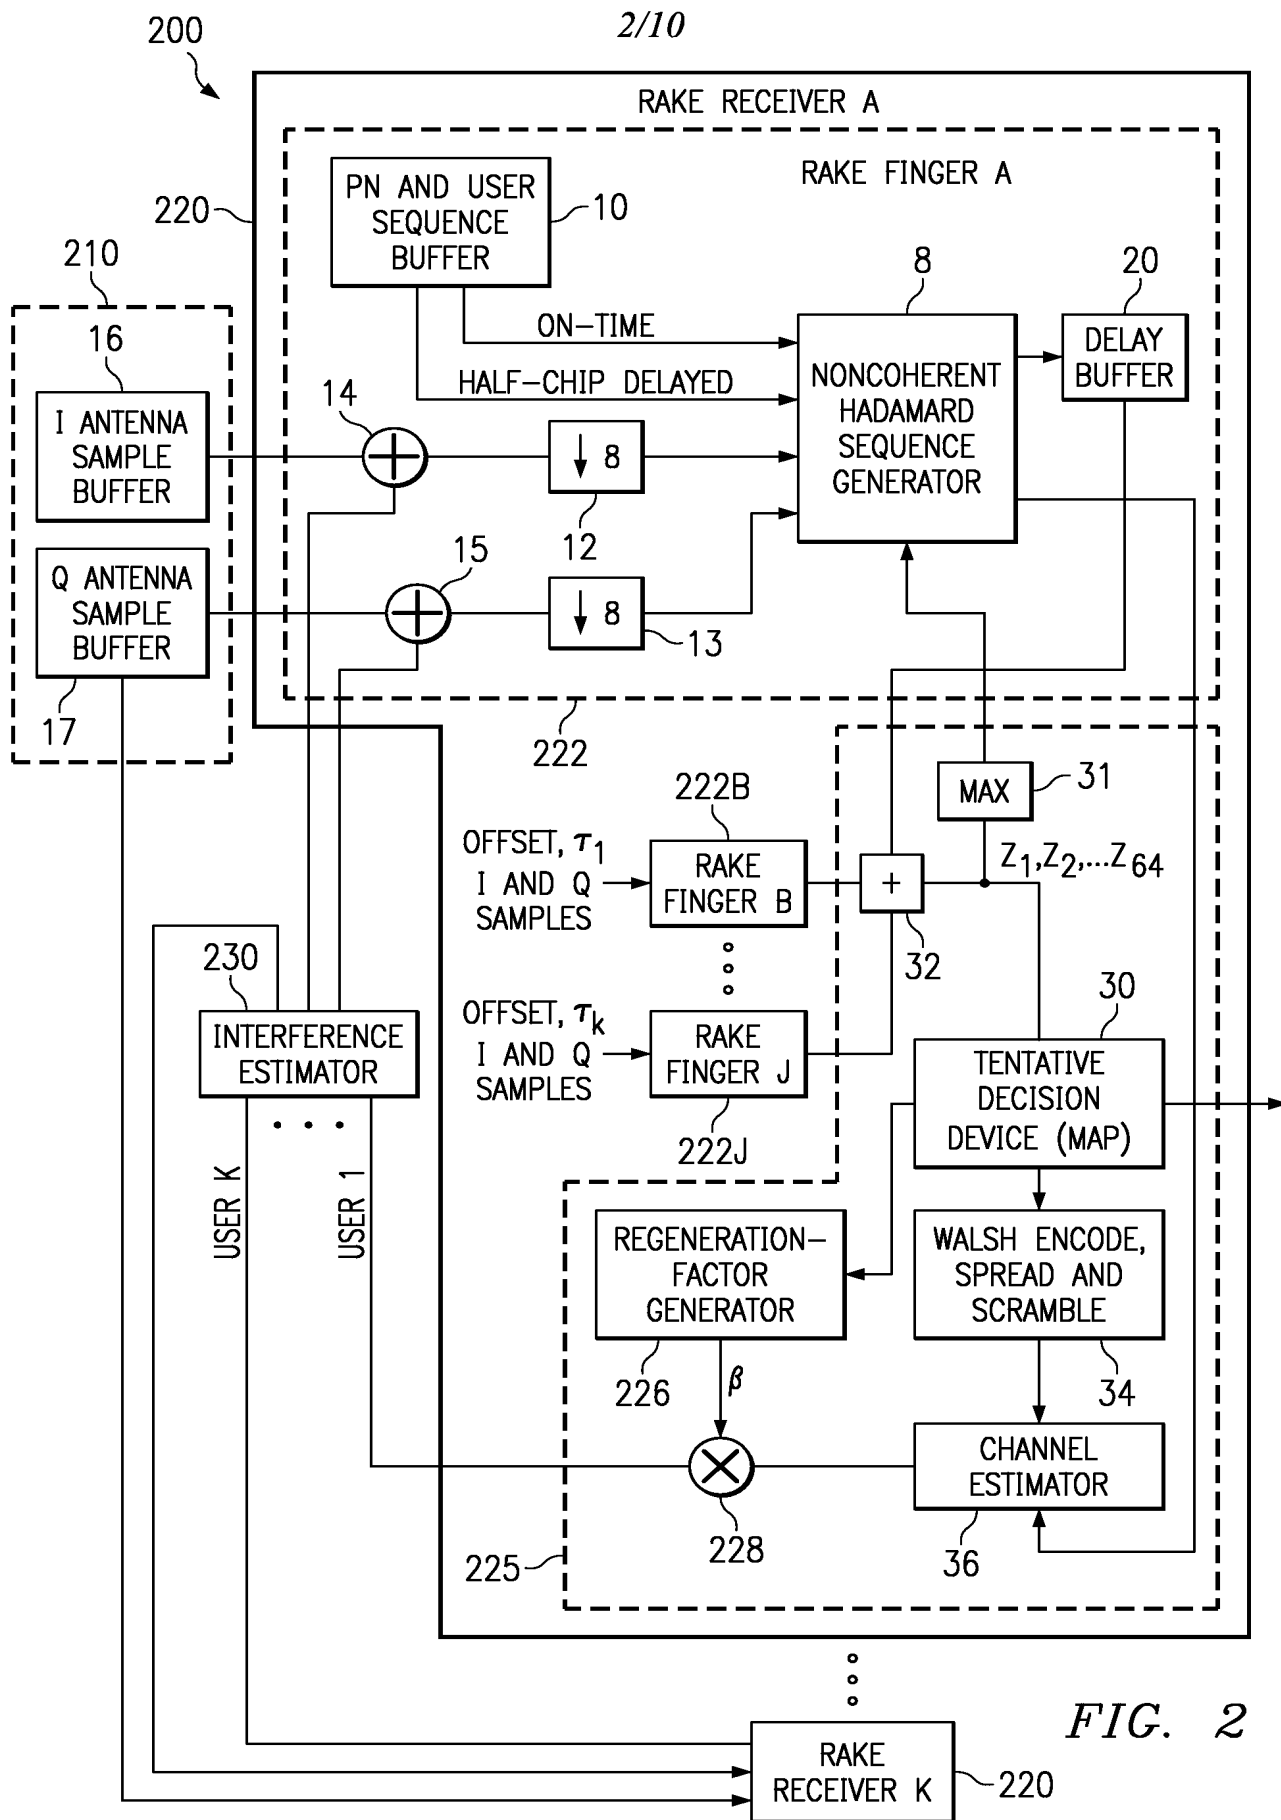 2/10
200
RAKE RECEIVER A
RAKE FINGER A
PN AND USER
SEQUENCE
BUFFER
10
220
210
16
I ANTENNA
SAMPLE
BUFFER
Q ANTENNA
SAMPLE
BUFFER
17
ON-TIME
HALF-CHIP DELAYED
14
15
↓ 8
12
↓ 8
13
8
NONCOHERENT
HADAMARD
SEQUENCE
GENERATOR
20
DELAY
BUFFER
222
MAX
31
Z1,Z2,...Z64
222B
OFFSET, τ1
I AND Q
SAMPLES
RAKE
FINGER B
+
32
OFFSET, τk
I AND Q
SAMPLES
RAKE
FINGER J
222J
230
INTERFERENCE
ESTIMATOR
USER K
USER 1
30
TENTATIVE
DECISION
DEVICE (MAP)
REGENERATION-
FACTOR
GENERATOR
226
β
WALSH ENCODE,
SPREAD AND
SCRAMBLE
34
228
CHANNEL
ESTIMATOR
36
225
RAKE
RECEIVER K
220
FIG. 2